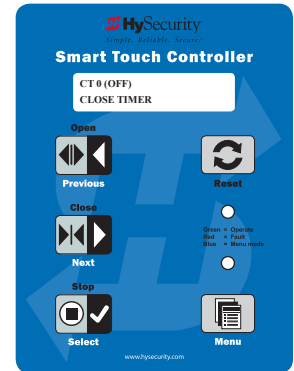 HySecurity
Simple. Reliable. Secure.
Smart Touch Controller
CT 0 (OFF)
CLOSE TIMER
Open
Previous
Reset
Close
Next
Green = Operate
Red = Fault
Blue = Menu mode
Stop
Select
Menu
www.hysecurity.com